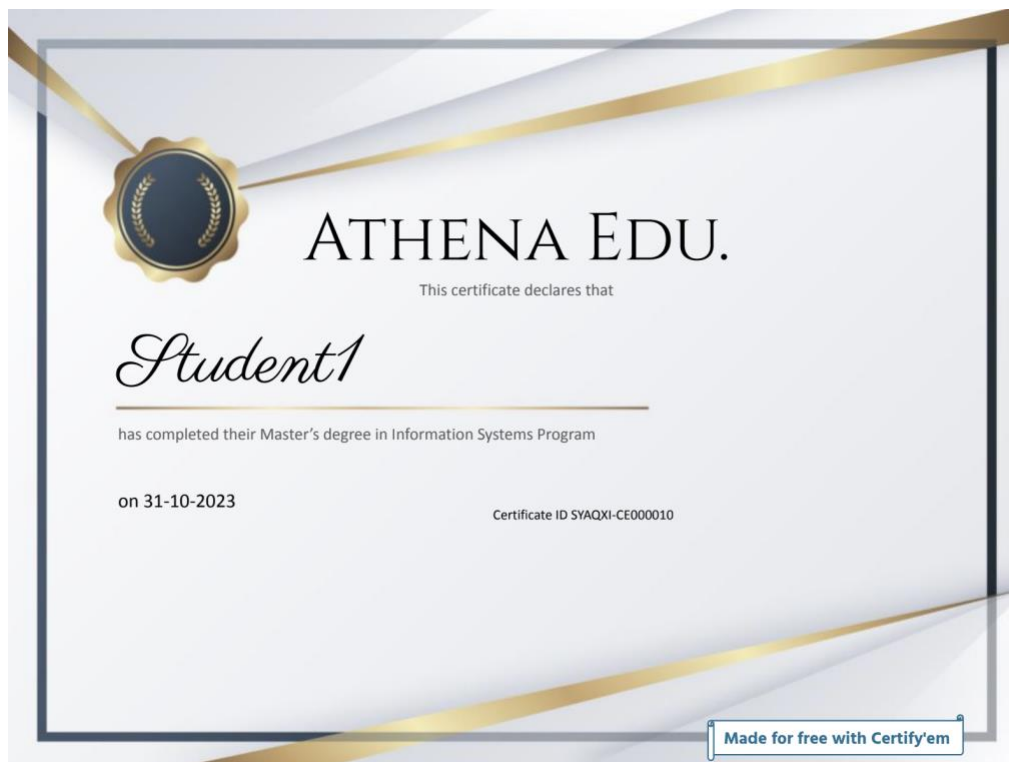 ATHENA EDU.
This certificate declares that
Student1
has completed their Master’s degree in Information Systems Program
on 31-10-2023
Certificate ID SYAQXI-CE000010
Made for free with Certify'em